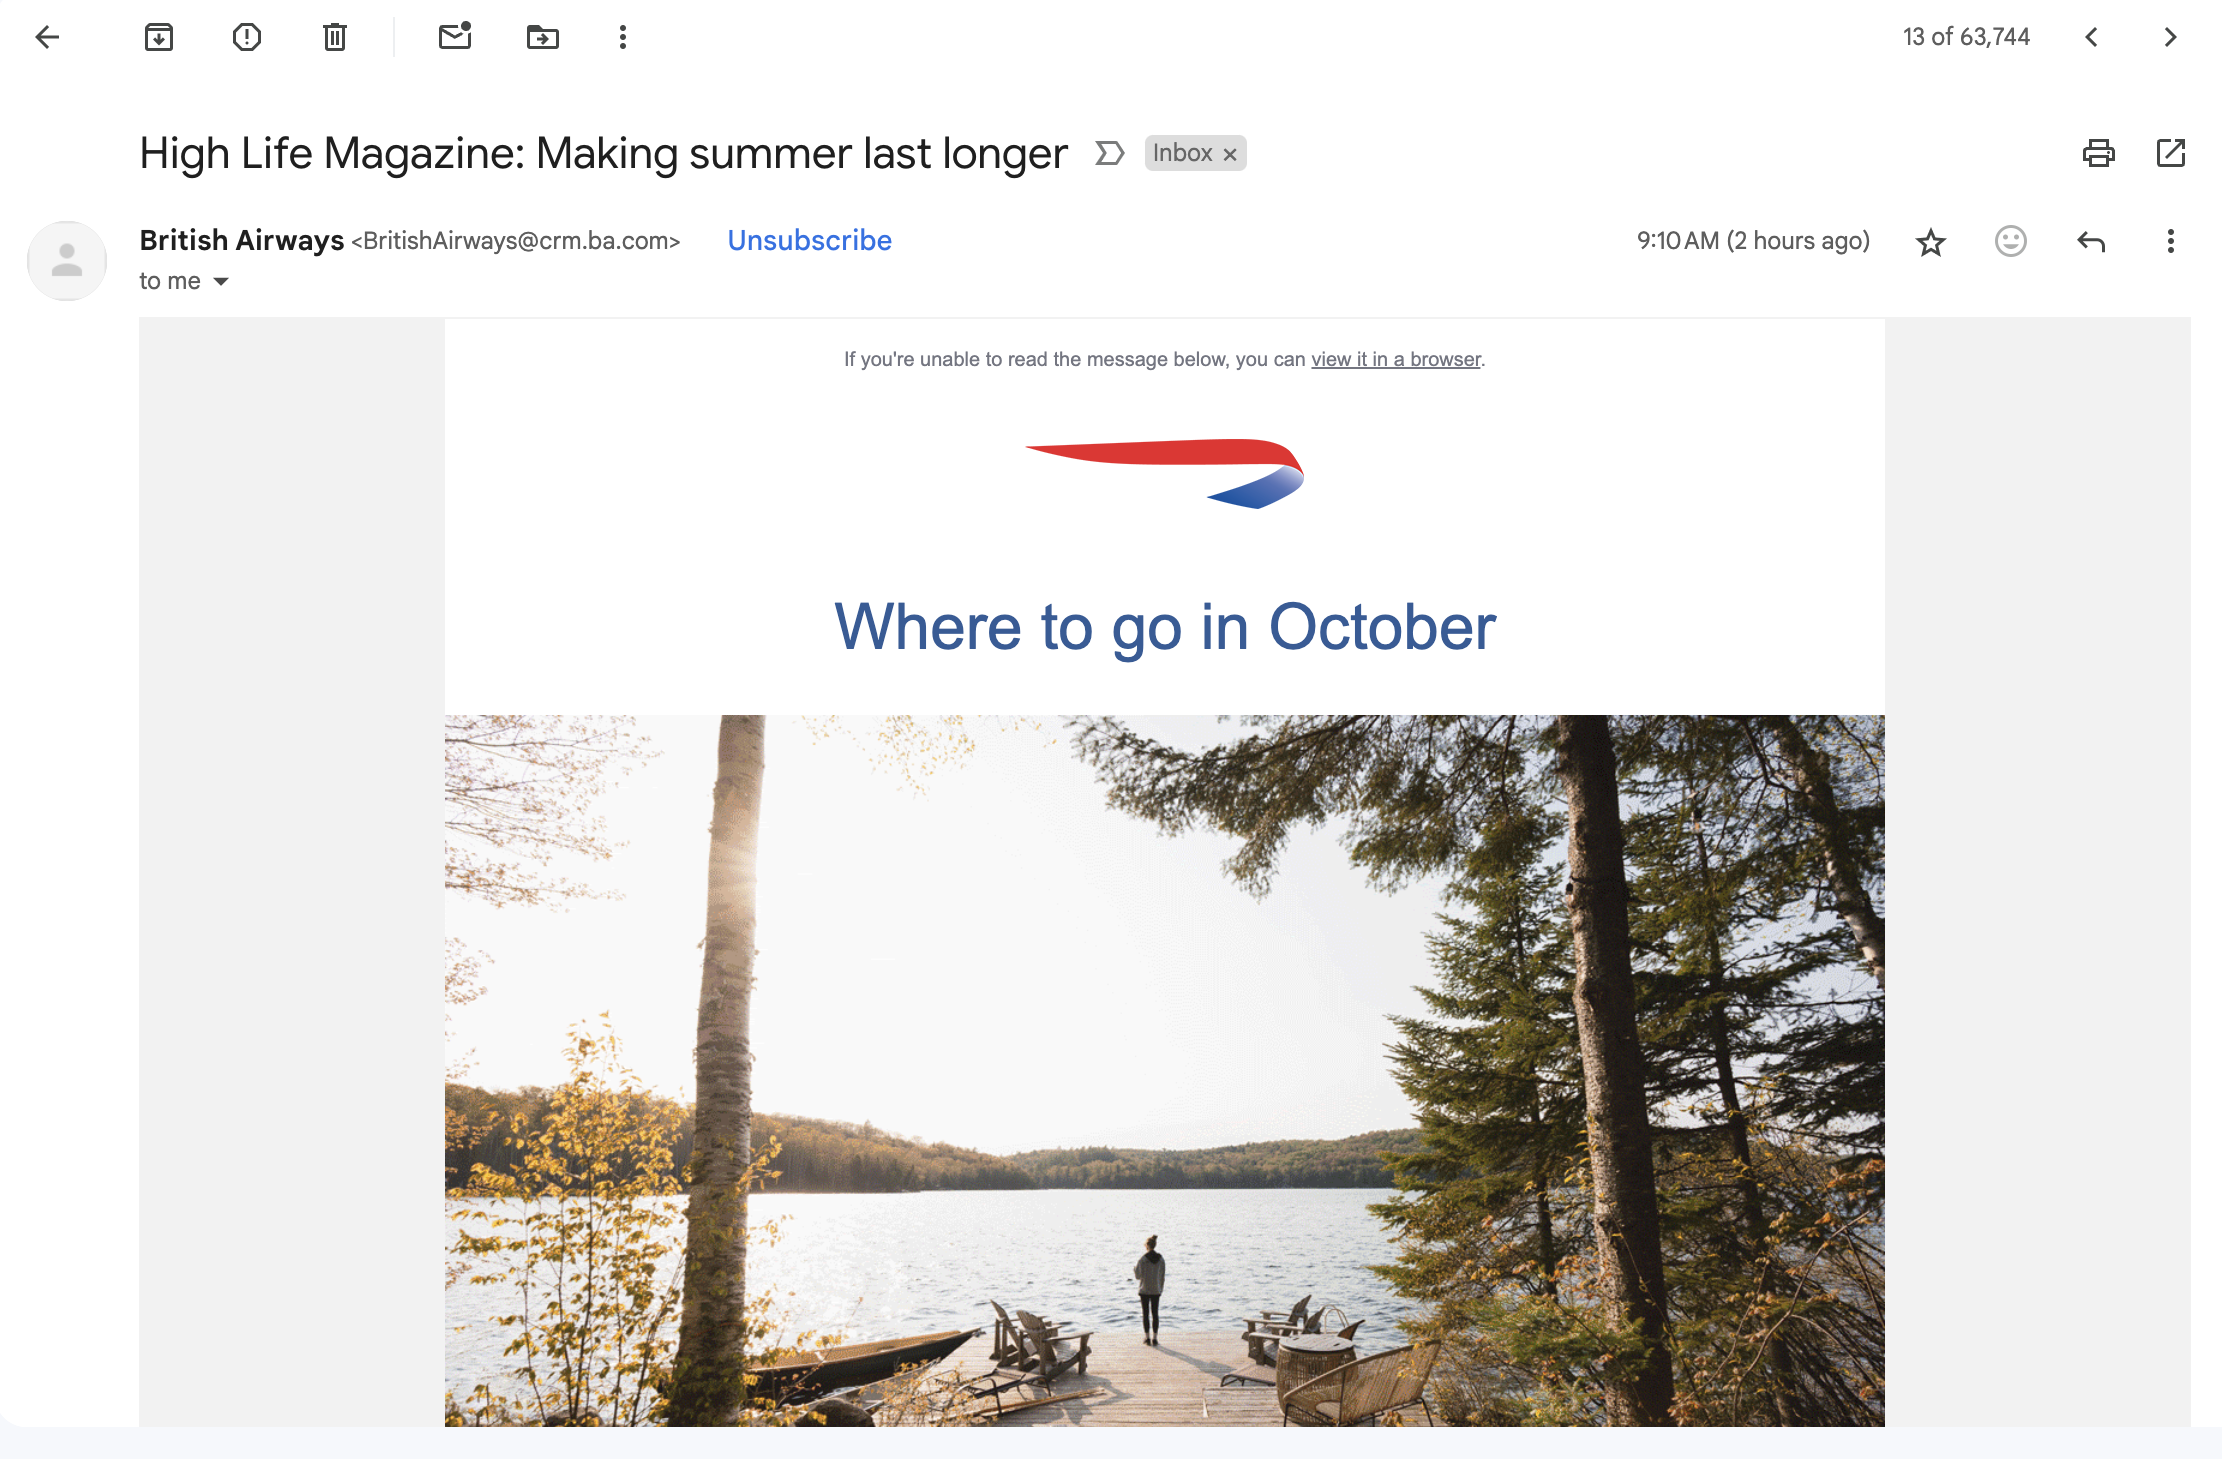 13 of 63,744
High Life Magazine: Making summer last longer Inbox ×
British Airways <BritishAirways@crm.ba.com> Unsubscribe 9:10 AM (2 hours ago)
to me
If you're unable to read the message below, you can view it in a browser.
Where to go in October